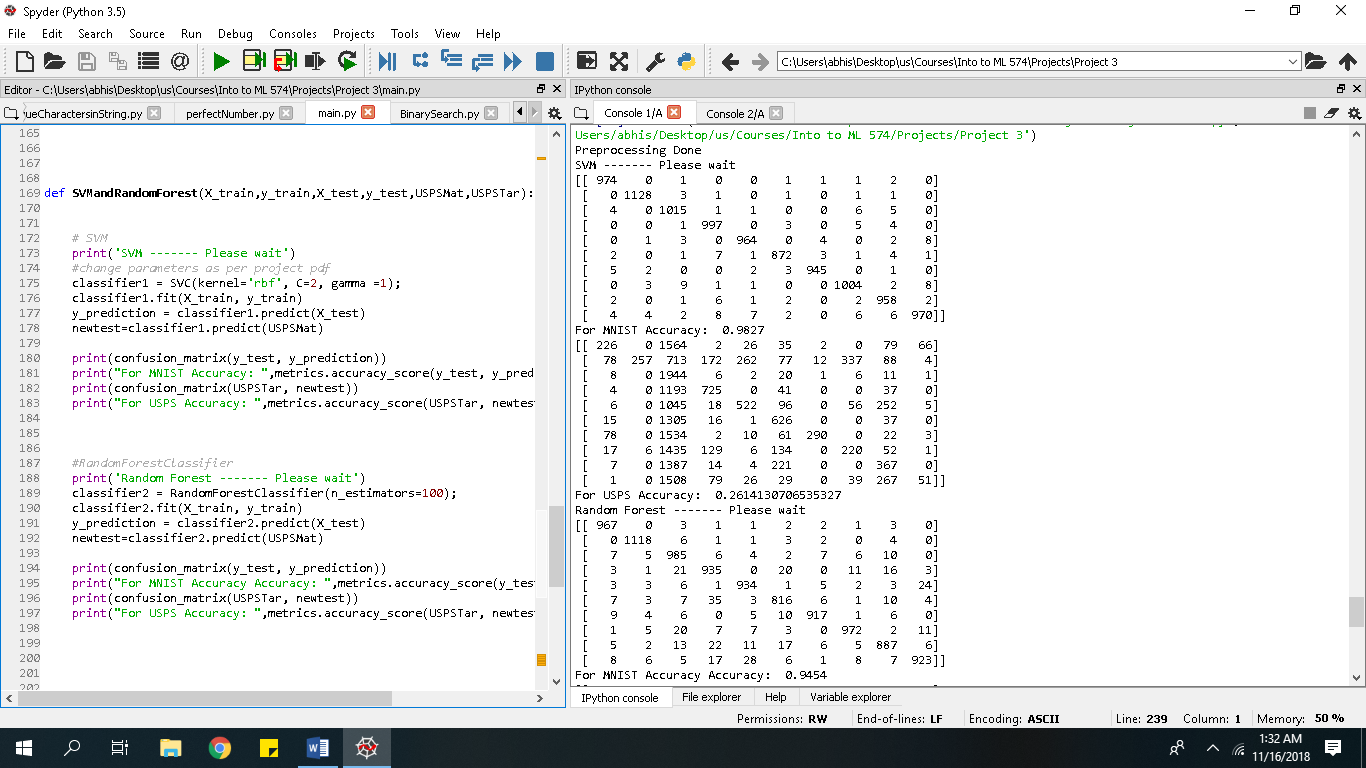 Spyder (Python 3.5)
File Edit Search Source Run Debug Consoles Projects Tools View Help
C:\Users\abhis\Desktop\us\Courses\Into to ML 574\Projects\Project 3
Editor - C:\Users\abhis\Desktop\us\Courses\Into to ML 574\Projects\Project 3\main.py
ueCharactersinString.py perfectNumber.py main.py BinarySearch.py
165
166
167
168
169 def SVMandRandomForest(X_train,y_train,X_test,y_test,USPSMat,USPSTar):
170
171
172 # SVM
173 print('SVM ------- Please wait')
174 #change parameters as per project pdf
175 classifier1 = SVC(kernel='rbf', C=2, gamma =1);
176 classifier1.fit(X_train, y_train)
177 y_prediction = classifier1.predict(X_test)
178 newtest=classifier1.predict(USPSMat)
179
180 print(confusion_matrix(y_test, y_prediction))
181 print("For MNIST Accuracy: ",metrics.accuracy_score(y_test, y_pred
182 print(confusion_matrix(USPSTar, newtest))
183 print("For USPS Accuracy: ",metrics.accuracy_score(USPSTar, newtes
184
185
186
187 #RandomForestClassifier
188 print('Random Forest ------- Please wait')
189 classifier2 = RandomForestClassifier(n_estimators=100);
190 classifier2.fit(X_train, y_train)
191 y_prediction = classifier2.predict(X_test)
192 newtest=classifier2.predict(USPSMat)
193
194 print(confusion_matrix(y_test, y_prediction))
195 print("For MNIST Accuracy Accuracy: ",metrics.accuracy_score(y_tes
196 print(confusion_matrix(USPSTar, newtest))
197 print("For USPS Accuracy: ",metrics.accuracy_score(USPSTar, newtes
198
199
200
201
202
IPython console
Console 1/A Console 2/A
Users/abhis/Desktop/us/Courses/Into to ML 574/Projects/Project 3')
Preprocessing Done
SVM ------- Please wait
[[ 974 0 1 0 0 1 1 1 2 0]
[ 0 1128 3 1 0 1 0 1 1 0]
[ 4 0 1015 1 1 0 0 6 5 0]
[ 0 0 1 997 0 3 0 5 4 0]
[ 0 1 3 0 964 0 4 0 2 8]
[ 2 0 1 7 1 872 3 1 4 1]
[ 5 2 0 0 2 3 945 0 1 0]
[ 0 3 9 1 1 0 0 1004 2 8]
[ 2 0 1 6 1 2 0 2 958 2]
[ 4 4 2 8 7 2 0 6 6 970]]
For MNIST Accuracy: 0.9827
[[ 226 0 1564 2 26 35 2 0 79 66]
[ 78 257 713 172 262 77 12 337 88 4]
[ 8 0 1944 6 2 20 1 6 11 1]
[ 4 0 1193 725 0 41 0 0 37 0]
[ 6 0 1045 18 522 96 0 56 252 5]
[ 15 0 1305 16 1 626 0 0 37 0]
[ 78 0 1534 2 10 61 290 0 22 3]
[ 17 6 1435 129 6 134 0 220 52 1]
[ 7 0 1387 14 4 221 0 0 367 0]
[ 1 0 1508 79 26 29 0 39 267 51]]
For USPS Accuracy: 0.2614130706535327
Random Forest ------- Please wait
[[ 967 0 3 1 1 2 2 1 3 0]
[ 0 1118 6 1 1 3 2 0 4 0]
[ 7 5 985 6 4 2 7 6 10 0]
[ 3 1 21 935 0 20 0 11 16 3]
[ 3 3 6 1 934 1 5 2 3 24]
[ 7 3 7 35 3 816 6 1 10 4]
[ 9 4 6 0 5 10 917 1 6 0]
[ 1 5 20 7 7 3 0 972 2 11]
[ 5 2 13 22 11 17 6 5 887 6]
[ 8 6 5 17 28 6 1 8 7 923]]
For MNIST Accuracy Accuracy: 0.9454
IPython console File explorer Help Variable explorer
Permissions: RW End-of-lines: LF Encoding: ASCII Line: 239 Column: 1 Memory: 50 %
1:32 AM
11/16/2018